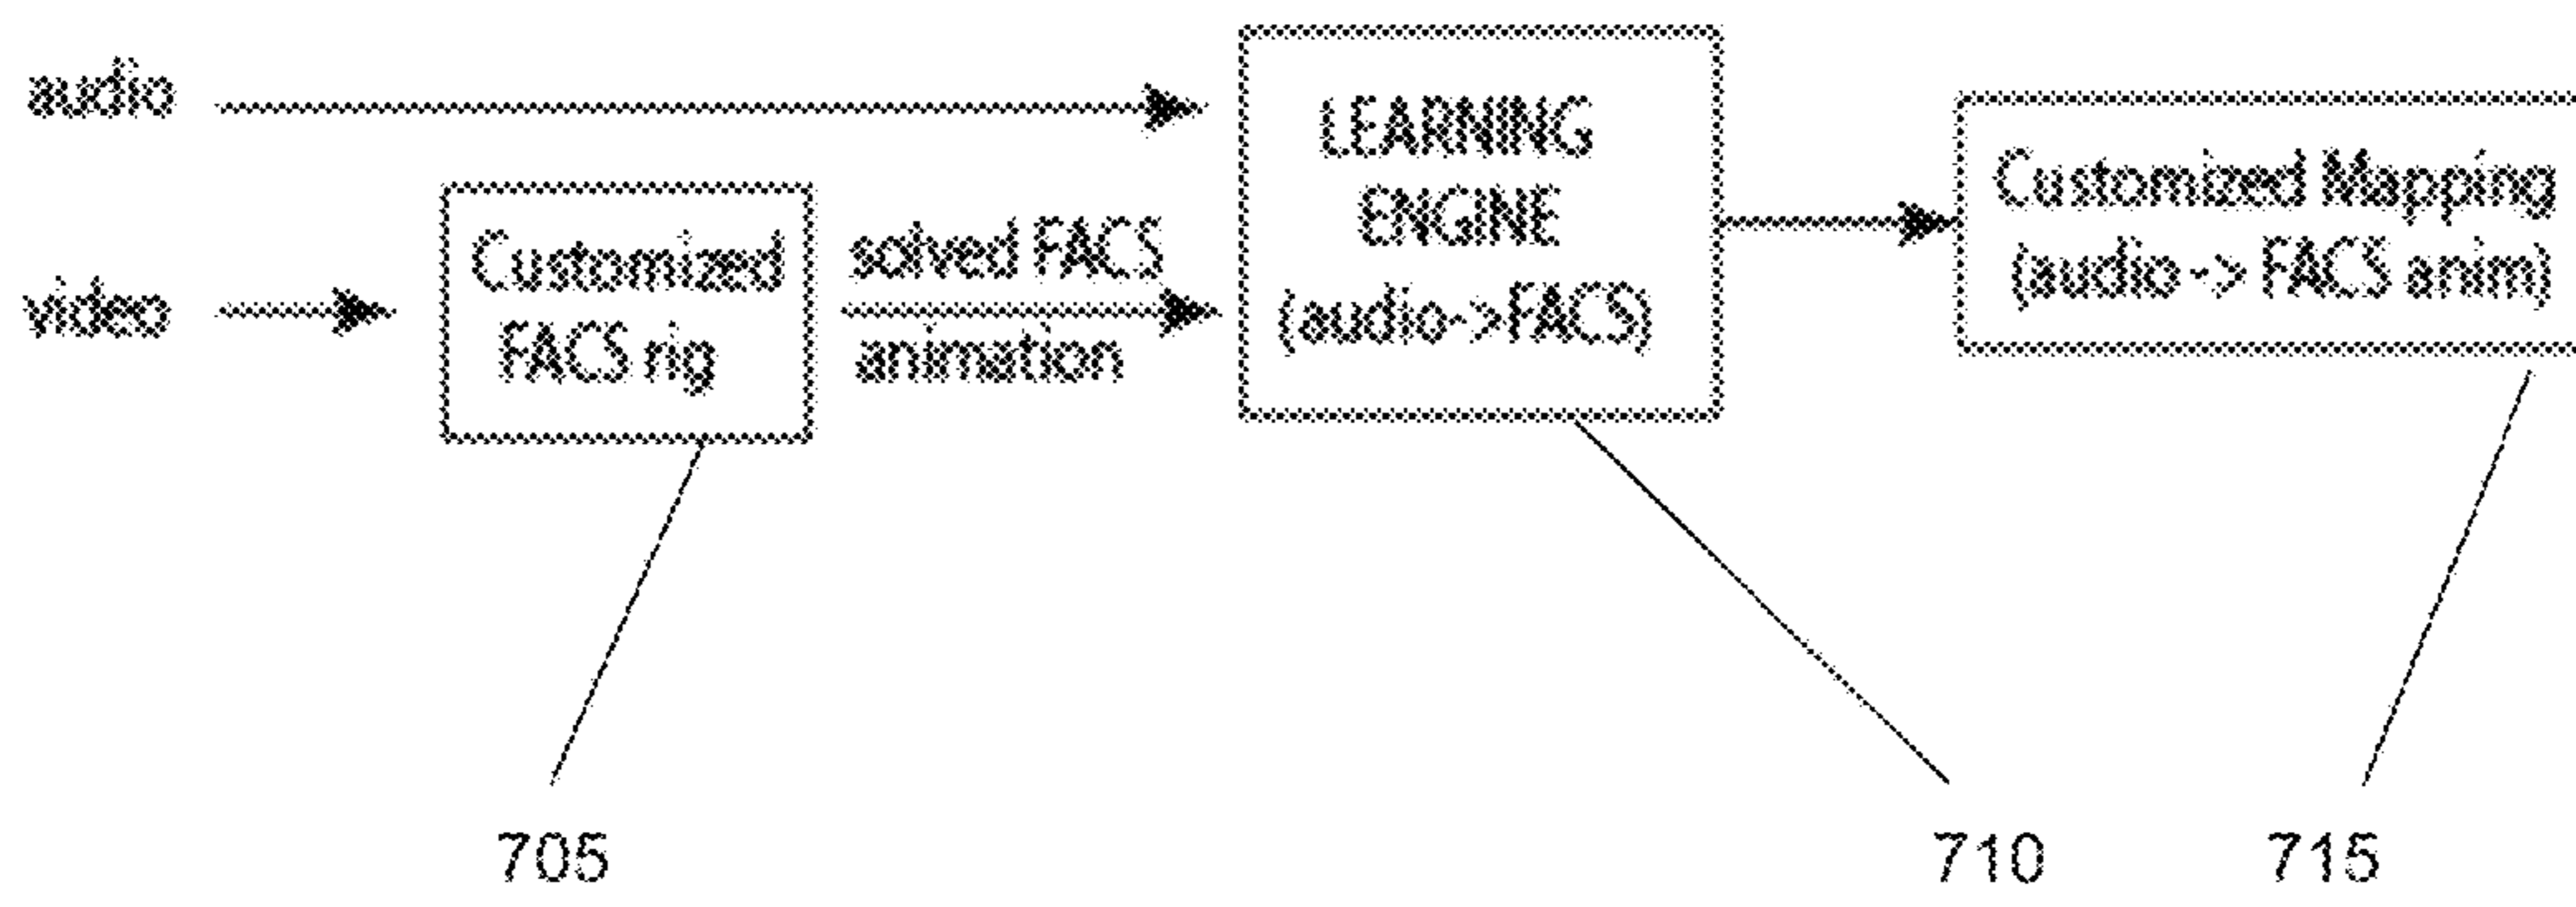 audio
video
Customized
FACS rig
solved FACS
animation
LEARNING
ENGINE
(audio->FACS)
Customized Mapping
(audio -> FACS anim)
705
710
715